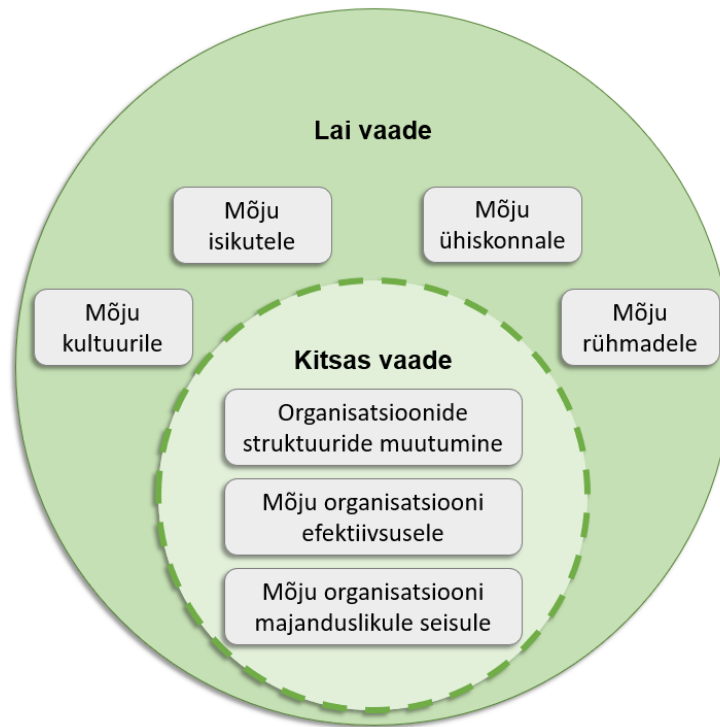 Lai vaade
Mõju
isikutele
Mõju
ühiskonnale
Mõju
kultuurile
Mõju
rühmadele
Kitsas vaade
Organisatsioonide
struktuuride muutumine
Mõju organisatsiooni
efektiivsusele
Mõju organisatsiooni
majanduslikule seisule